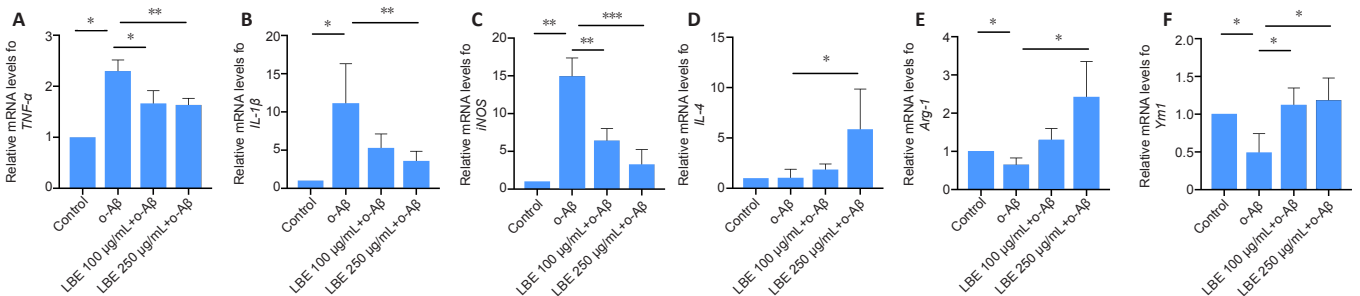 A
Relative mRNA levels fo
TNF-α
3
2
1
0
*
*
**
Control
o-Aβ
LBE 100 μg/mL+o-Aβ
LBE 250 μg/mL+o-Aβ
B
Relative mRNA levels fo
IL-1β
20
15
10
5
0
*
**
Control
o-Aβ
LBE 100 μg/mL+o-Aβ
LBE 250 μg/mL+o-Aβ
C
Relative mRNA levels fo
iNOS
20
15
10
5
0
**
**
***
Control
o-Aβ
LBE 100 μg/mL+o-Aβ
LBE 250 μg/mL+o-Aβ
D
Relative mRNA levels fo
IL-4
15
10
5
0
*
Control
o-Aβ
LBE 100 μg/mL+o-Aβ
LBE 250 μg/mL+o-Aβ
E
Relative mRNA levels fo
Arg-1
4
3
2
1
0
*
*
Control
o-Aβ
LBE 100 μg/mL+o-Aβ
LBE 250 μg/mL+o-Aβ
F
Relative mRNA levels fo
Ym1
2.0
1.5
1.0
0.5
0
*
*
*
Control
o-Aβ
LBE 100 μg/mL+o-Aβ
LBE 250 μg/mL+o-Aβ